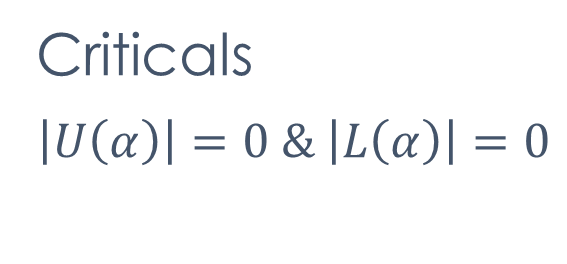 Criticals
|𝑈(𝛼)| = 0 & |𝐿(𝛼)| = 0